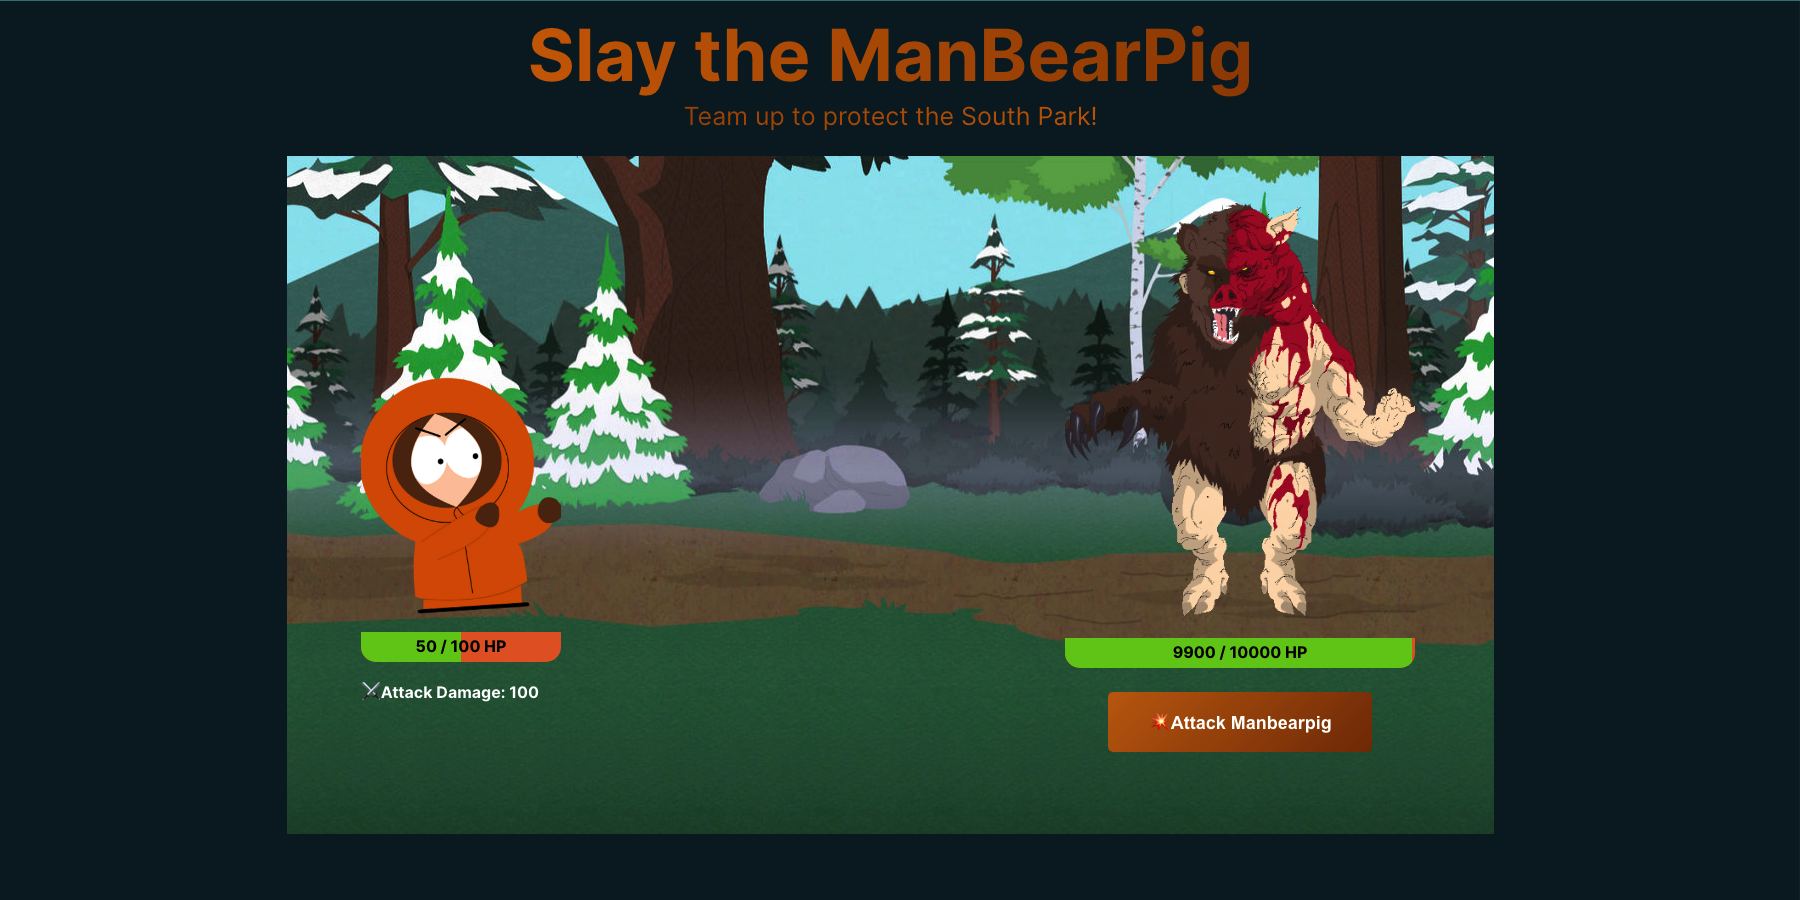 Slay the ManBearPig
Team up to protect the South Park!
50 / 100 HP
9900 / 10000 HP
⚔Attack Damage: 100
💥Attack Manbearpig